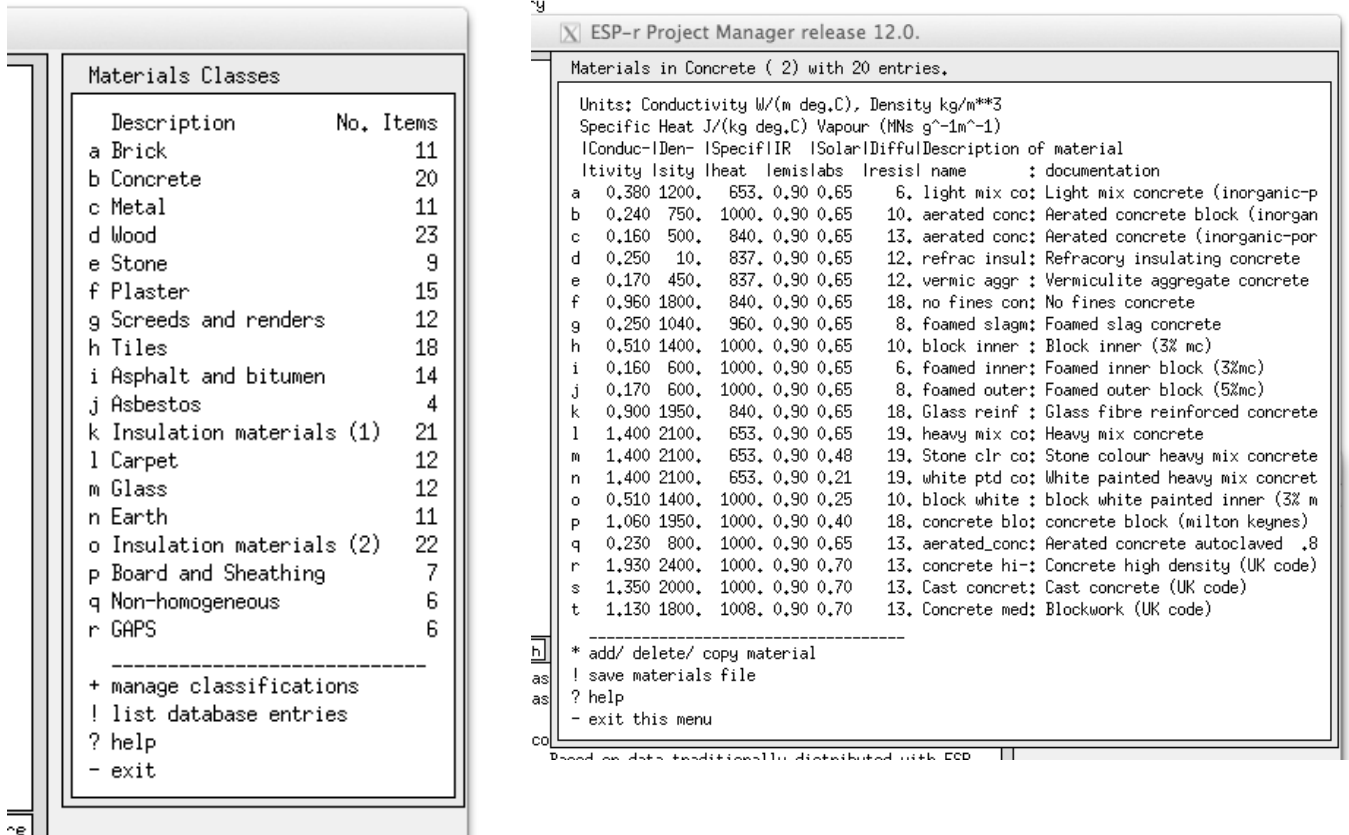 Materials Classes
Description No. Items
a Brick 11
b Concrete 20
c Metal 11
d Wood 23
e Stone 9
f Plaster 15
g Screeds and renders 12
h Tiles 18
i Asphalt and bitumen 14
j Asbestos 4
k Insulation materials (1) 21
l Carpet 12
m Glass 12
n Earth 11
o Insulation materials (2) 22
p Board and Sheathing 7
q Non-homogeneous 6
r GAPS 6
+ manage classifications
! list database entries
? help
- exit
ESP-r Project Manager release 12.0.
Materials in Concrete ( 2) with 20 entries.
Units: Conductivity W/(m deg.C), Density kg/m**3
Specific Heat J/(kg deg.C) Vapour (MNs g^-1m^-1)
|Conduc-|Den- |Specif|IR |Solar|Diffu|Description of material
|tivity |sity |heat |emis|abs |resis| name : documentation
a 0.380 1200. 653. 0.90 0.65 6. light mix co: Light mix concrete (inorganic-p
b 0.240 750. 1000. 0.90 0.65 10. aerated conc: Aerated concrete block (inorgan
c 0.160 500. 840. 0.90 0.65 13. aerated conc: Aerated concrete (inorganic-por
d 0.250 10. 837. 0.90 0.65 12. refrac insul: Refracory insulating concrete
e 0.170 450. 837. 0.90 0.65 12. vermic aggr : Vermiculite aggregate concrete
f 0.960 1800. 840. 0.90 0.65 18. no fines con: No fines concrete
g 0.250 1040. 960. 0.90 0.65 8. foamed slagm: Foamed slag concrete
h 0.510 1400. 1000. 0.90 0.65 10. block inner : Block inner (3% mc)
i 0.160 600. 1000. 0.90 0.65 6. foamed inner: Foamed inner block (3%mc)
j 0.170 600. 1000. 0.90 0.65 8. foamed outer: Foamed outer block (5%mc)
k 0.900 1950. 840. 0.90 0.65 18. Glass reinf : Glass fibre reinforced concrete
l 1.400 2100. 653. 0.90 0.65 19. heavy mix co: Heavy mix concrete
m 1.400 2100. 653. 0.90 0.48 19. Stone clr co: Stone colour heavy mix concrete
n 1.400 2100. 653. 0.90 0.21 19. white ptd co: White painted heavy mix concret
o 0.510 1400. 1000. 0.90 0.25 10. block white : block white painted inner (3% m
p 1.060 1950. 1000. 0.90 0.40 18. concrete blo: concrete block (milton keynes)
q 0.230 800. 1000. 0.90 0.65 13. aerated_conc: Aerated concrete autoclaved .8
r 1.930 2400. 1000. 0.90 0.70 13. concrete hi-: Concrete high density (UK code)
s 1.350 2000. 1000. 0.90 0.70 13. Cast concret: Cast concrete (UK code)
t 1.130 1800. 1008. 0.90 0.70 13. Concrete med: Blockwork (UK code)
* add/ delete/ copy material
! save materials file
? help
- exit this menu
h
as
as
co